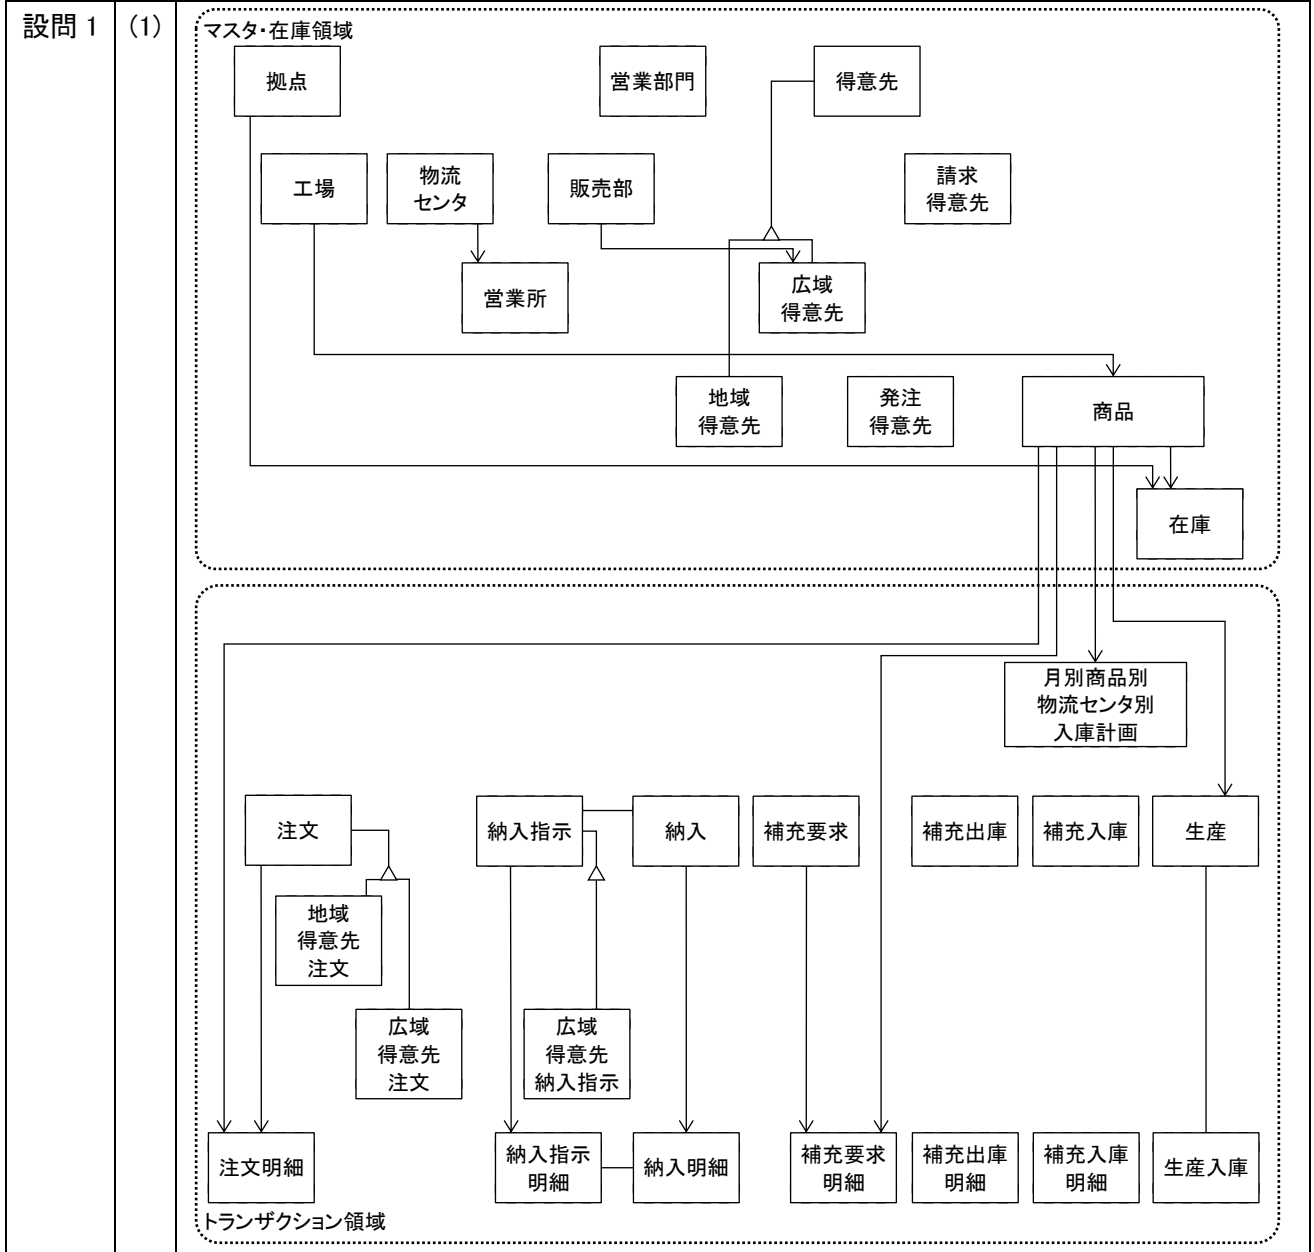 設問 1
(1)
マスタ・在庫領域
拠点
営業部門
得意先
工場
物流
センタ
販売部
請求
得意先
営業所
広域
得意先
地域
得意先
発注
得意先
商品
在庫
月別商品別
物流センタ別
入庫計画
注文
納入指示
納入
補充要求
補充出庫
補充入庫
生産
地域
得意先
注文
広域
得意先
注文
広域
得意先
納入指示
注文明細
納入指示
明細
納入明細
補充要求
明細
補充出庫
明細
補充入庫
明細
生産入庫
トランザクション領域